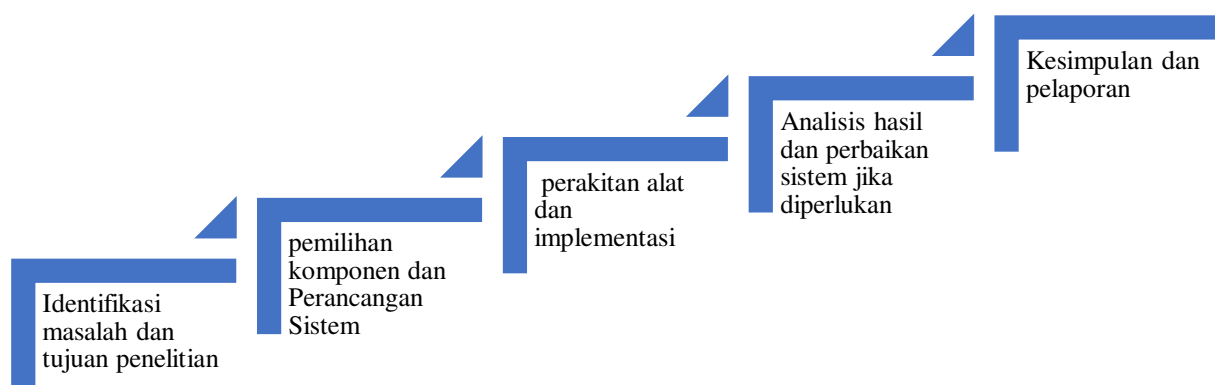 Identifikasi
masalah dan
tujuan penelitian
pemilihan
komponen dan
Perancangan
Sistem
perakitan alat
dan
implementasi
Analisis hasil
dan perbaikan
sistem jika
diperlukan
Kesimpulan dan
pelaporan